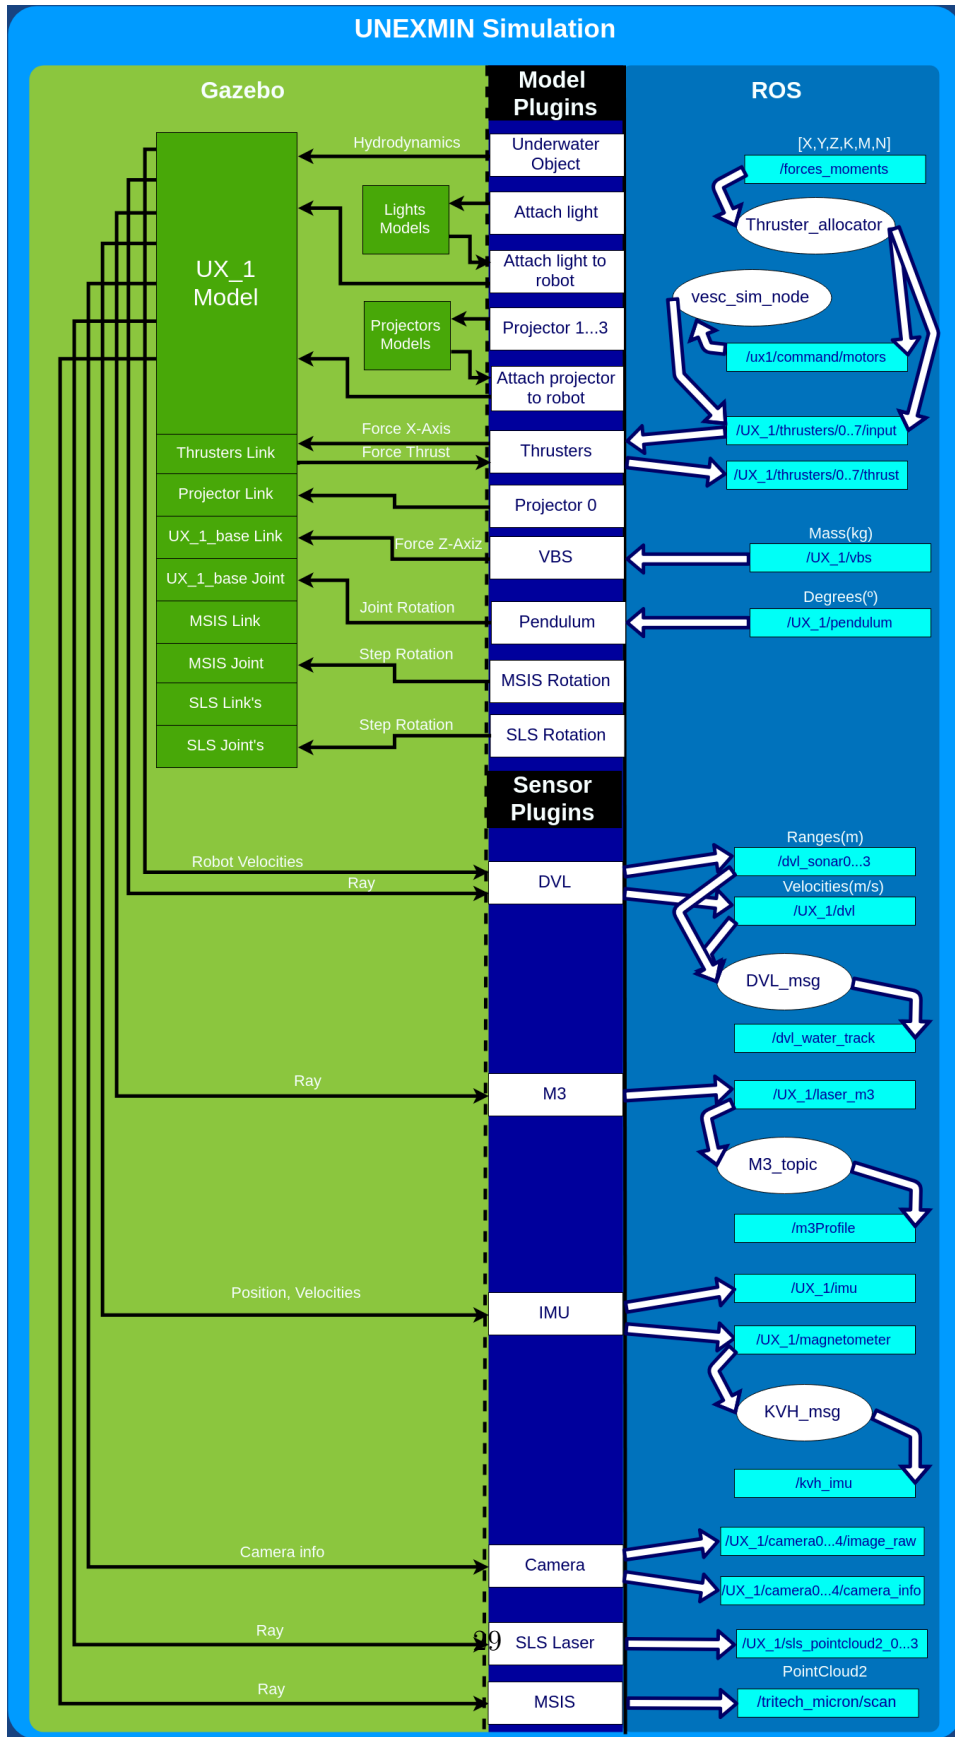 UNEXMIN Simulation
Gazebo
Model
Plugins
ROS
Hydrodynamics
Underwater
Object
[X,Y,Z,K,M,N]
/forces_moments
Lights
Models
Attach light
Thruster_allocator
UX_1
Model
Attach light to
robot
vesc_sim_node
Projectors
Models
Projector 1...3
/ux1/command/motors
Attach projector
to robot
Force X-Axis
Thrusters Link
Force Thrust
Thrusters
/UX_1/thrusters/0..7/input
/UX_1/thrusters/0..7/thrust
Projector Link
Projector 0
UX_1_base Link
Force Z-Axiz
VBS
Mass(kg)
/UX_1/vbs
UX_1_base Joint
Joint Rotation
Degrees(º)
MSIS Link
Pendulum
/UX_1/pendulum
MSIS Joint
Step Rotation
MSIS Rotation
SLS Link's
Step Rotation
SLS Joint's
SLS Rotation
Sensor
Plugins
Robot Velocities
Ray
DVL
Ranges(m)
/dvl_sonar0...3
Velocities(m/s)
/UX_1/dvl
DVL_msg
/dvl_water_track
Ray
M3
/UX_1/laser_m3
M3_topic
/m3Profile
Position, Velocities
IMU
/UX_1/imu
/UX_1/magnetometer
KVH_msg
/kvh_imu
Camera info
Camera
/UX_1/camera0...4/image_raw
/UX_1/camera0...4/camera_info
Ray
29
SLS Laser
/UX_1/sls_pointcloud2_0...3
PointCloud2
Ray
MSIS
/tritech_micron/scan